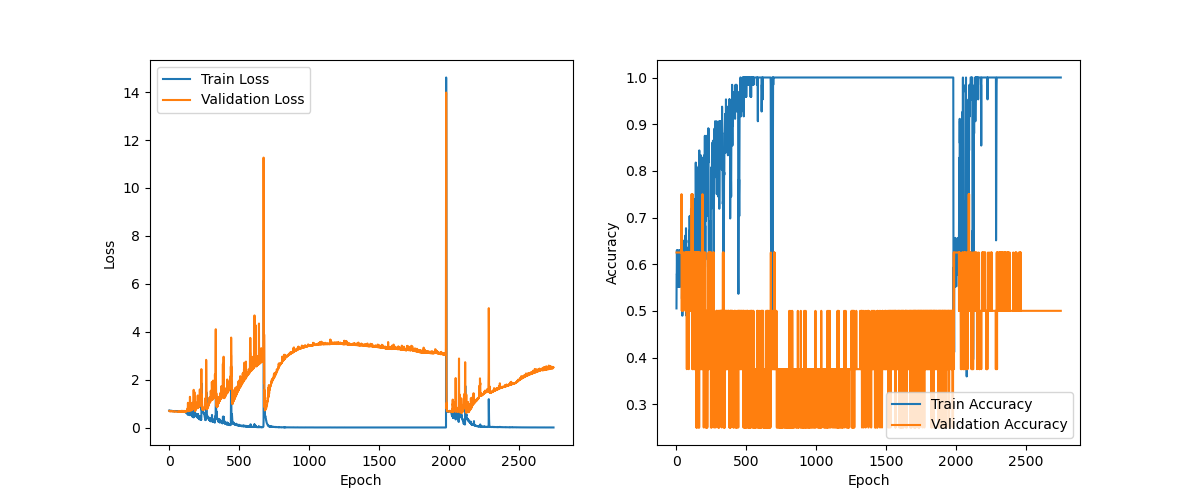 Train Loss
Validation Loss
14
12
10
8
6
4
2
0
Loss
0 500 1000 1500 2000 2500
Epoch
1.0
0.9
0.8
0.7
0.6
0.5
0.4
0.3
Accuracy
Train Accuracy
Validation Accuracy
0 500 1000 1500 2000 2500
Epoch